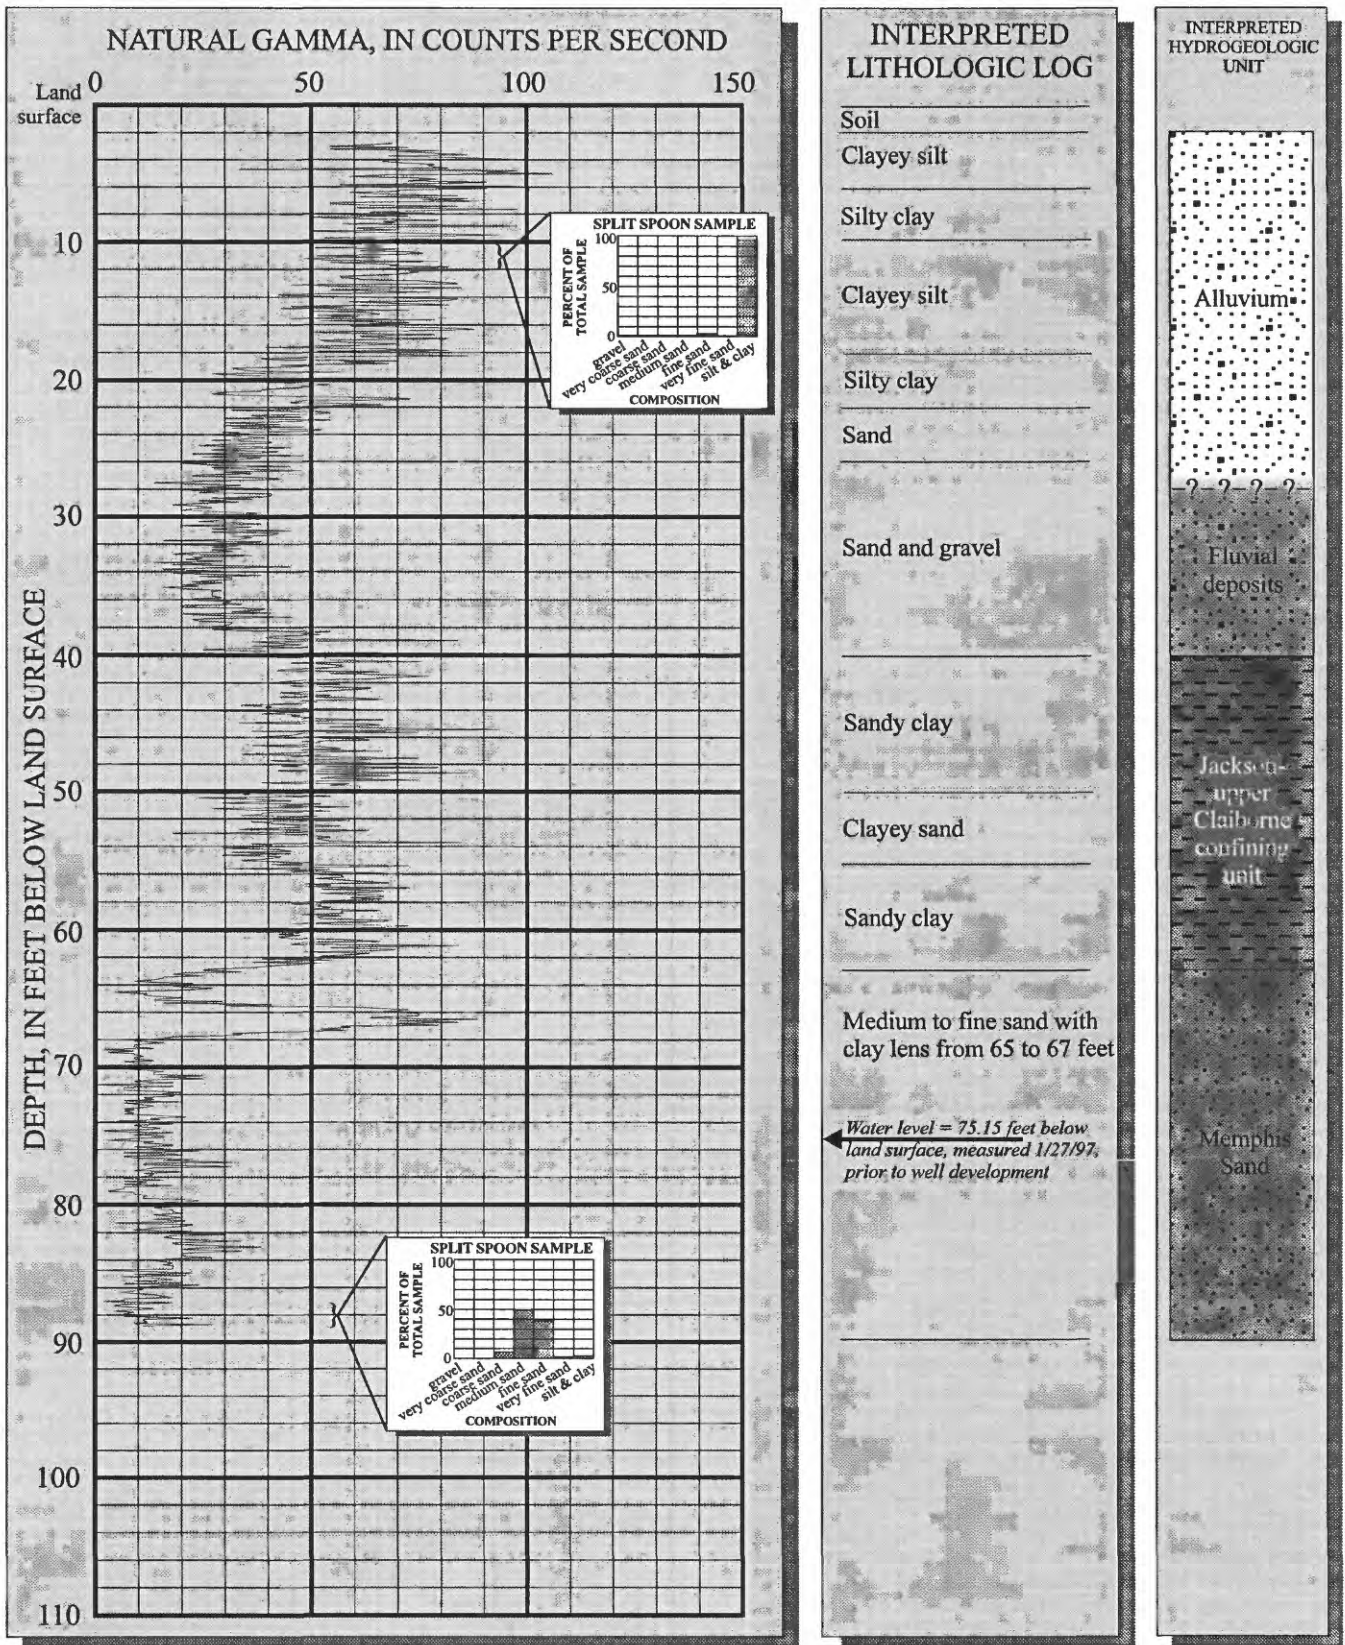 NATURAL GAMMA, IN COUNTS PER SECOND
0 50 100 150
Land
surface
10
20
30
40
50
60
70
80
90
100
110
DEPTH, IN FEET BELOW LAND SURFACE
SPLIT SPOON SAMPLE
PERCENT OF
TOTAL SAMPLE
100
50
0
gravel
very coarse sand
coarse sand
medium sand
fine sand
very fine sand
silt & clay
COMPOSITION
SPLIT SPOON SAMPLE
PERCENT OF
TOTAL SAMPLE
100
50
0
gravel
very coarse sand
coarse sand
medium sand
fine sand
very fine sand
silt & clay
COMPOSITION
INTERPRETED
LITHOLOGIC LOG
Soil
Clayey silt
Silty clay
Clayey silt
Silty clay
Sand
Sand and gravel
Sandy clay
Clayey sand
Sandy clay
Medium to fine sand with
clay lens from 65 to 67 feet
Water level = 75.15 feet below
land surface, measured 1/27/97,
prior to well development
INTERPRETED
HYDROGEOLOGIC
UNIT
Alluvium
? ? ? ?
Fluvial
deposits
Jackson-
upper
Claiborne
confining
unit
Memphis
Sand